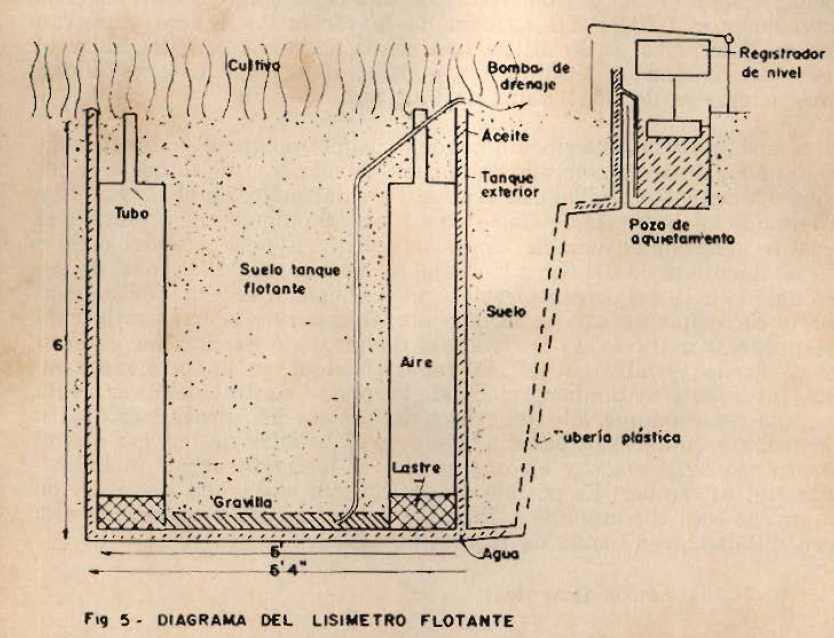 Cultivo
Bomba de
drenaje
Registrador
de nivel
Aceite
Tanque
exterior
Tubo
Pozo de
aquietamiento
Suelo tanque
flotante
Suelo
6'
Aire
Tubería plástica
Lastre
Gravilla
Agua
6'4"
Fig 5 - DIAGRAMA DEL LISIMETRO FLOTANTE